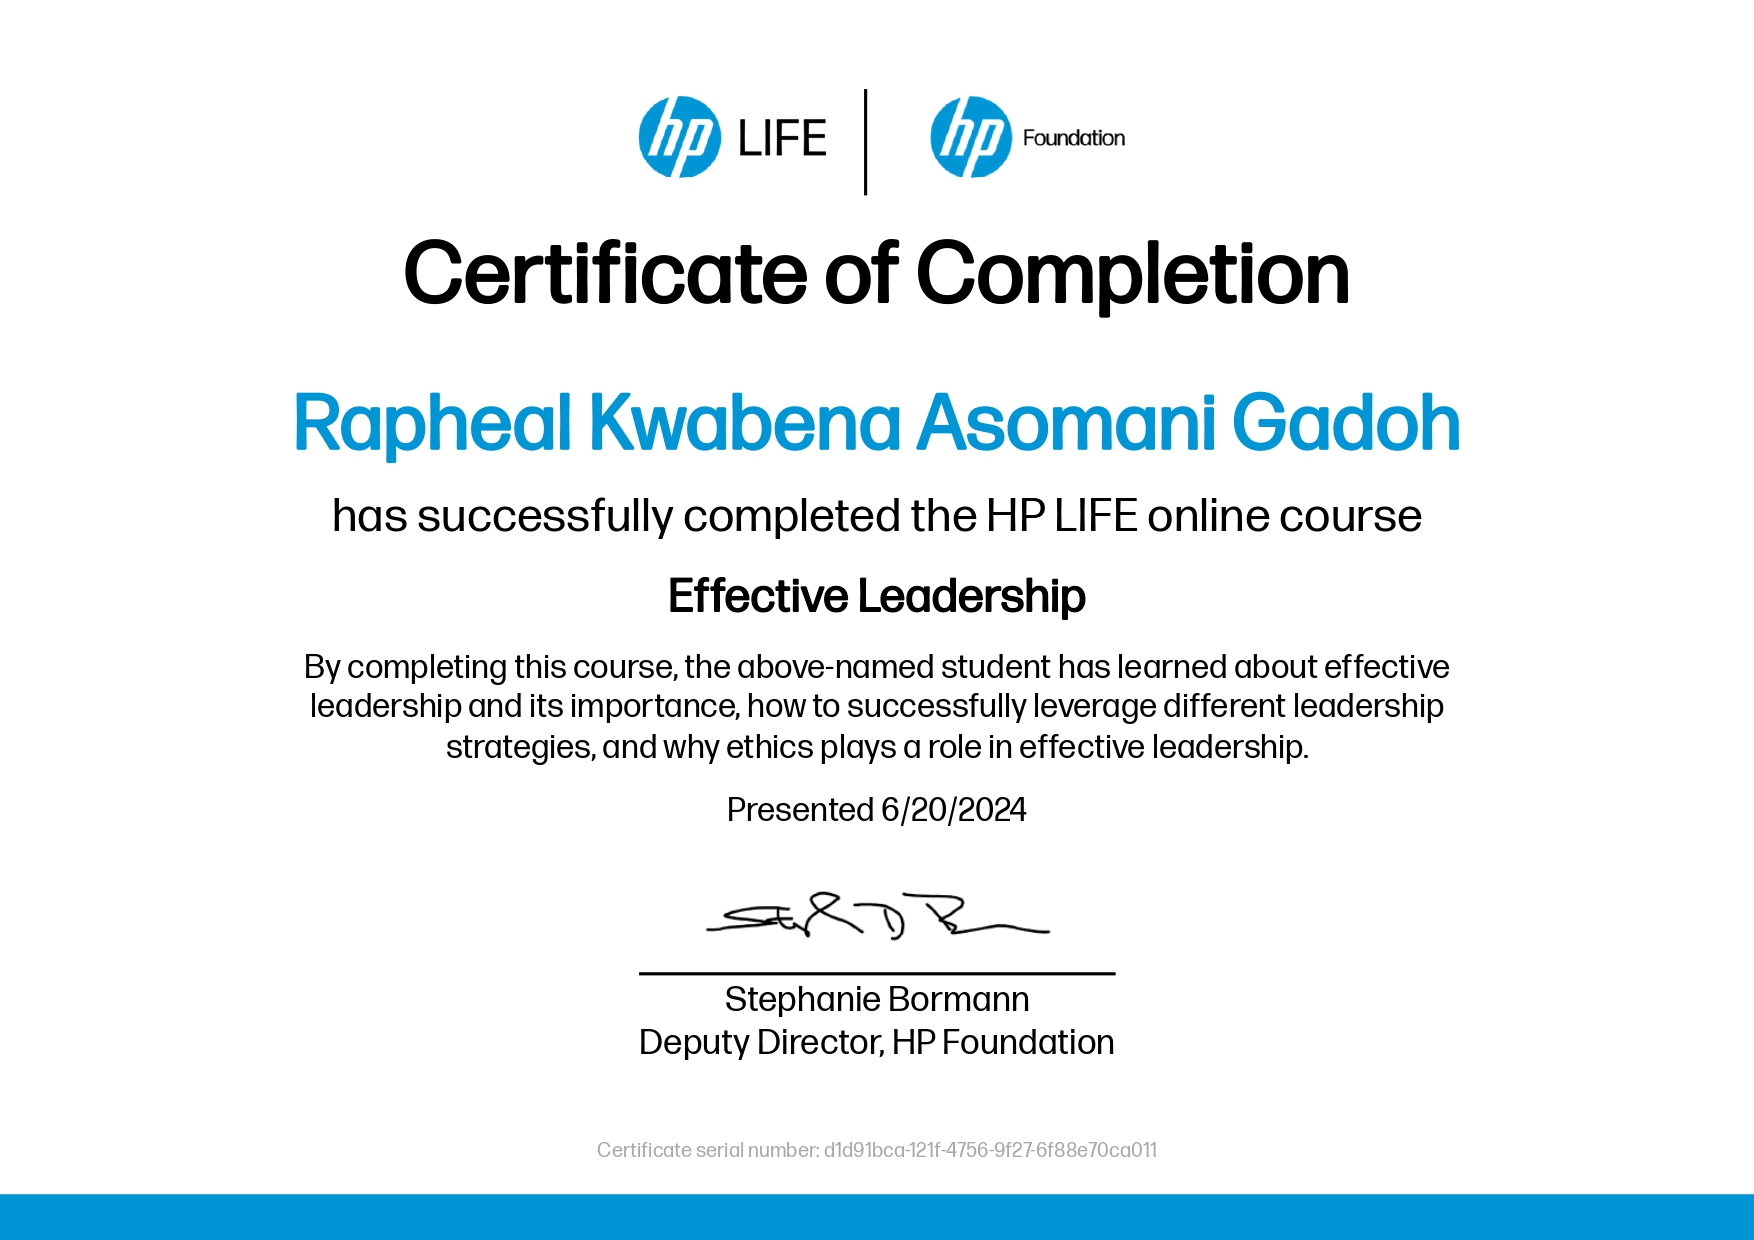 hp LIFE hp Foundation
Certificate of Completion
Rapheal Kwabena Asomani Gadoh
has successfully completed the HP LIFE online course
Effective Leadership
By completing this course, the above-named student has learned about effective
leadership and its importance, how to successfully leverage different leadership
strategies, and why ethics plays a role in effective leadership.
Presented 6/20/2024
Stephanie Bormann
Deputy Director, HP Foundation
Certificate serial number: d1d91bca-121f-4756-9f27-6f88e70ca011